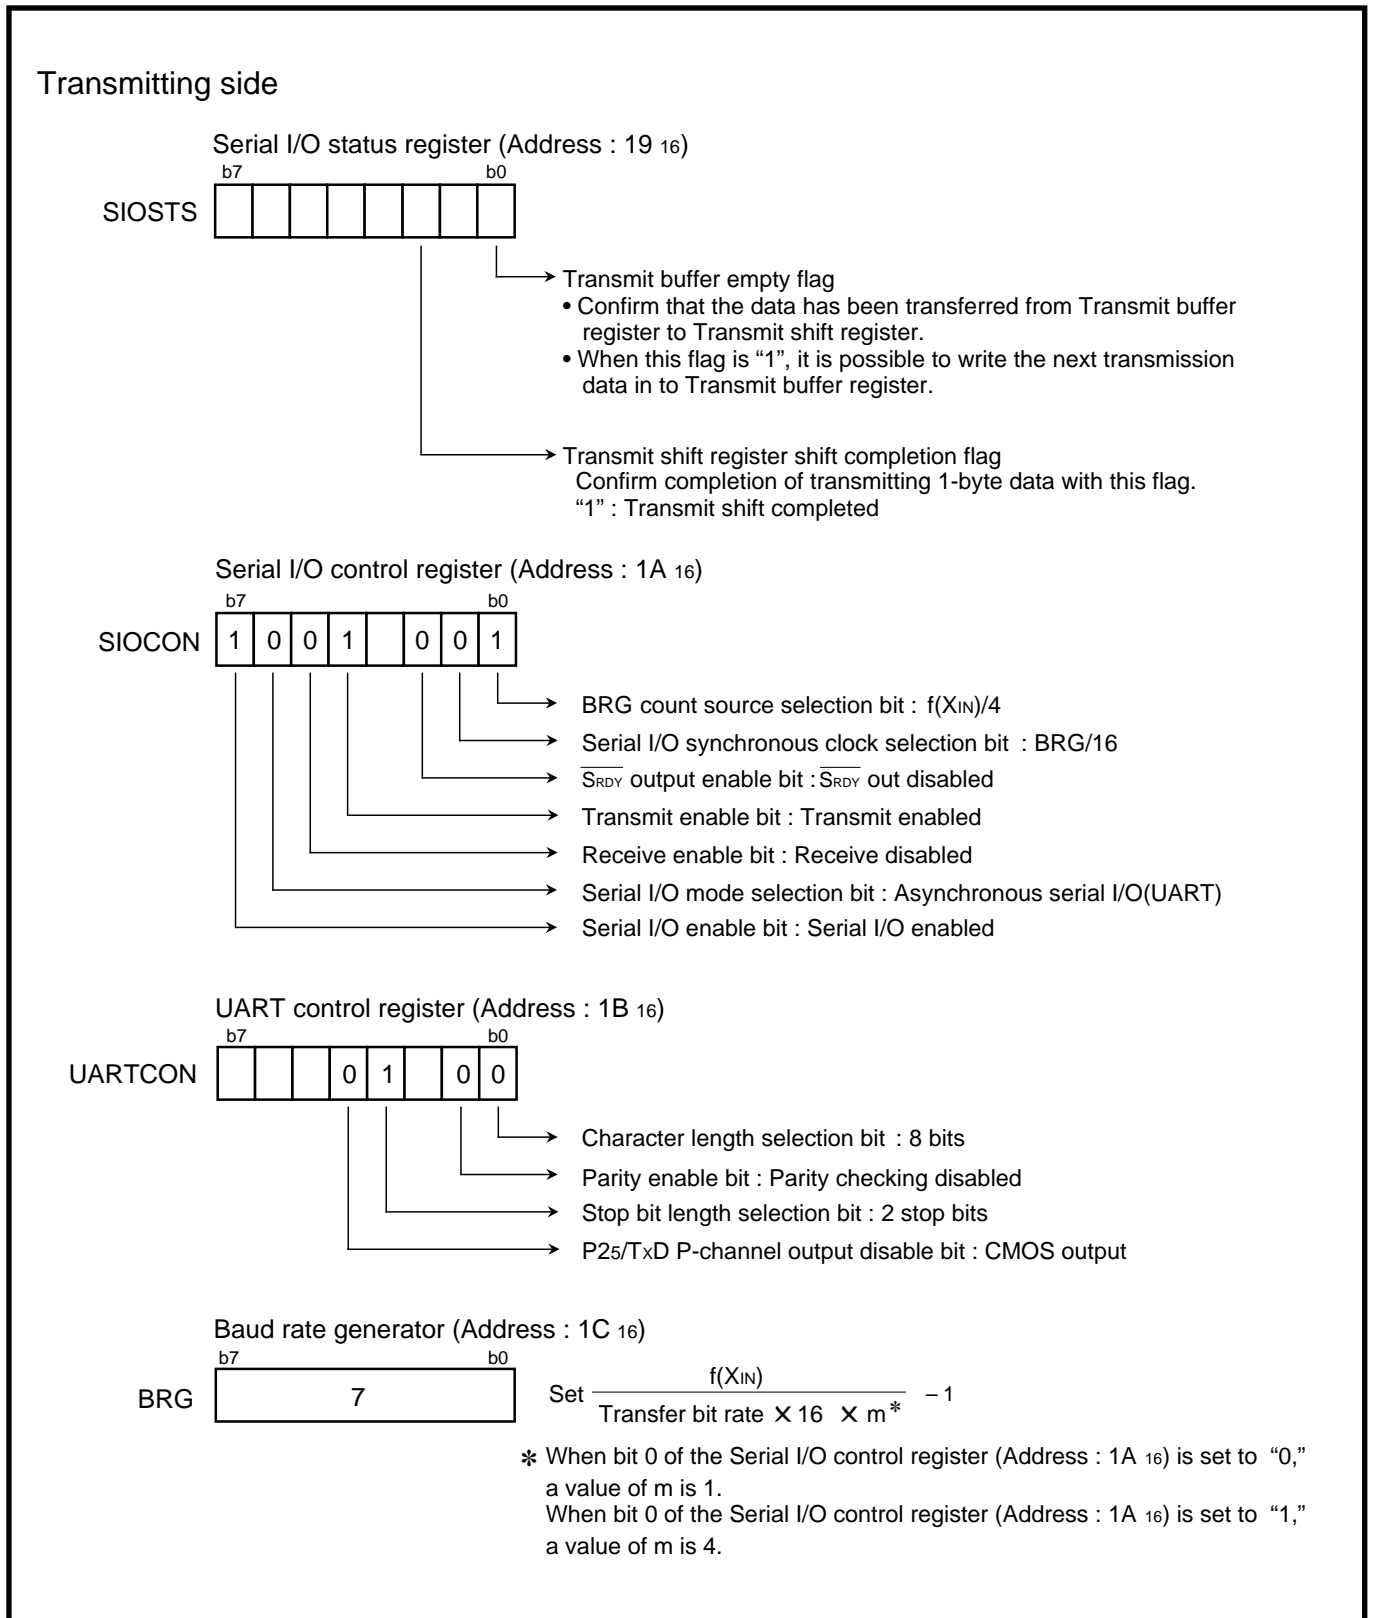 Transmitting side
Serial I/O status register (Address : 19 16)
b7 b0
SIOSTS
Transmit buffer empty flag
• Confirm that the data has been transferred from Transmit buffer
register to Transmit shift register.
• When this flag is “1”, it is possible to write the next transmission
data in to Transmit buffer register.
Transmit shift register shift completion flag
Confirm completion of transmitting 1-byte data with this flag.
“1” : Transmit shift completed
Serial I/O control register (Address : 1A 16)
b7 b0
SIOCON 1 0 0 1 0 0 1
BRG count source selection bit : f(XIN)/4
Serial I/O synchronous clock selection bit : BRG/16
SRDY output enable bit : SRDY out disabled
Transmit enable bit : Transmit enabled
Receive enable bit : Receive disabled
Serial I/O mode selection bit : Asynchronous serial I/O(UART)
Serial I/O enable bit : Serial I/O enabled
UART control register (Address : 1B 16)
b7 b0
UARTCON 0 1 0 0
Character length selection bit : 8 bits
Parity enable bit : Parity checking disabled
Stop bit length selection bit : 2 stop bits
P25/TxD P-channel output disable bit : CMOS output
Baud rate generator (Address : 1C 16)
b7 b0
BRG 7
Set f(XIN)
Transfer bit rate × 16 × m* – 1
* When bit 0 of the Serial I/O control register (Address : 1A 16) is set to “0,”
a value of m is 1.
When bit 0 of the Serial I/O control register (Address : 1A 16) is set to “1,”
a value of m is 4.